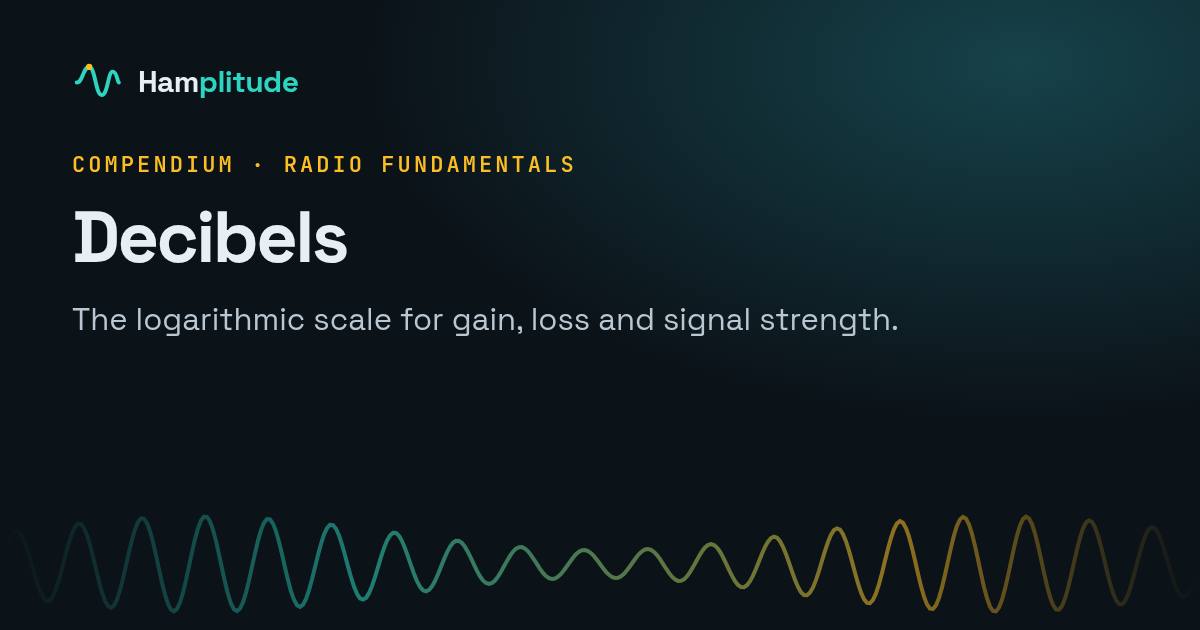 Hamplitude
COMPENDIUM · RADIO FUNDAMENTALS
Decibels
The logarithmic scale for gain, loss and signal strength.